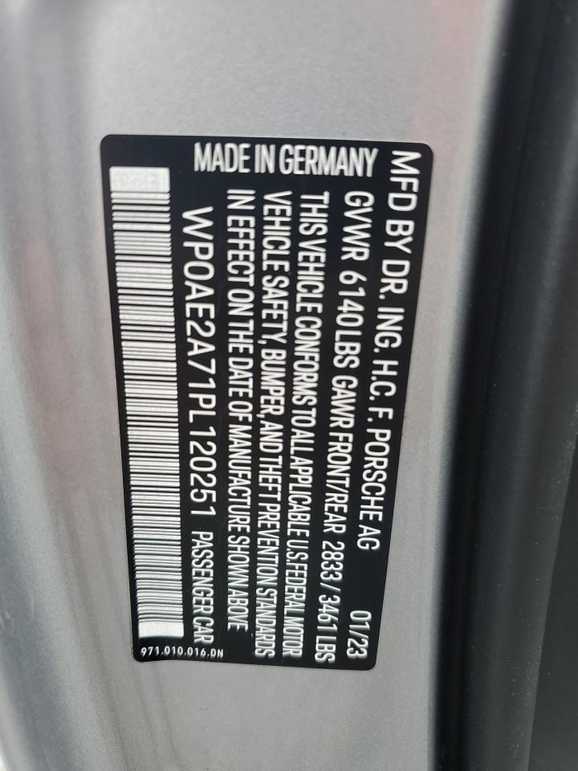 MFD BY DR. ING. H.C. F. PORSCHE AG 01/23
GVWR 6140 LBS GAWR FRONT/REAR 2833 / 3461 LBS
THIS VEHICLE CONFORMS TO ALL APPLICABLE U.S. FEDERAL MOTOR
VEHICLE SAFETY, BUMPER, AND THEFT PREVENTION STANDARDS
IN EFFECT ON THE DATE OF MANUFACTURE SHOWN ABOVE
MADE IN GERMANY
WP0AE2A71PL120251 PASSENGER CAR
971.010.016.DN